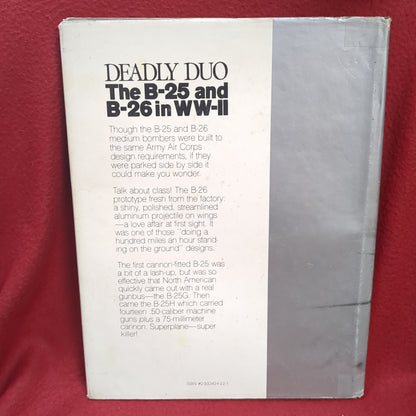 DEADLY DUO
The B-25 and
B-26 in WW-II
Though the B-25 and B-26
medium bombers were built to
the same Army Air Corps
design requirements, if they
were parked side by side it
could make you wonder.
Talk about class! The B-26
prototype fresh from the factory:
a shiny, polished, streamlined
aluminum projectile on wings
—a love affair at first sight. It
was one of those "doing a
hundred miles an hour stand-
ing on the ground" designs.
The first cannon-fitted B-25 was
a bit of a lash-up, but was so
effective that North American
quickly came out with a real
gunbus—the B-25G. Then
came the B-25H which carried
fourteen .50-caliber machine
guns plus a 75-millimeter
cannon. Superplane—super
killer!
ISBN